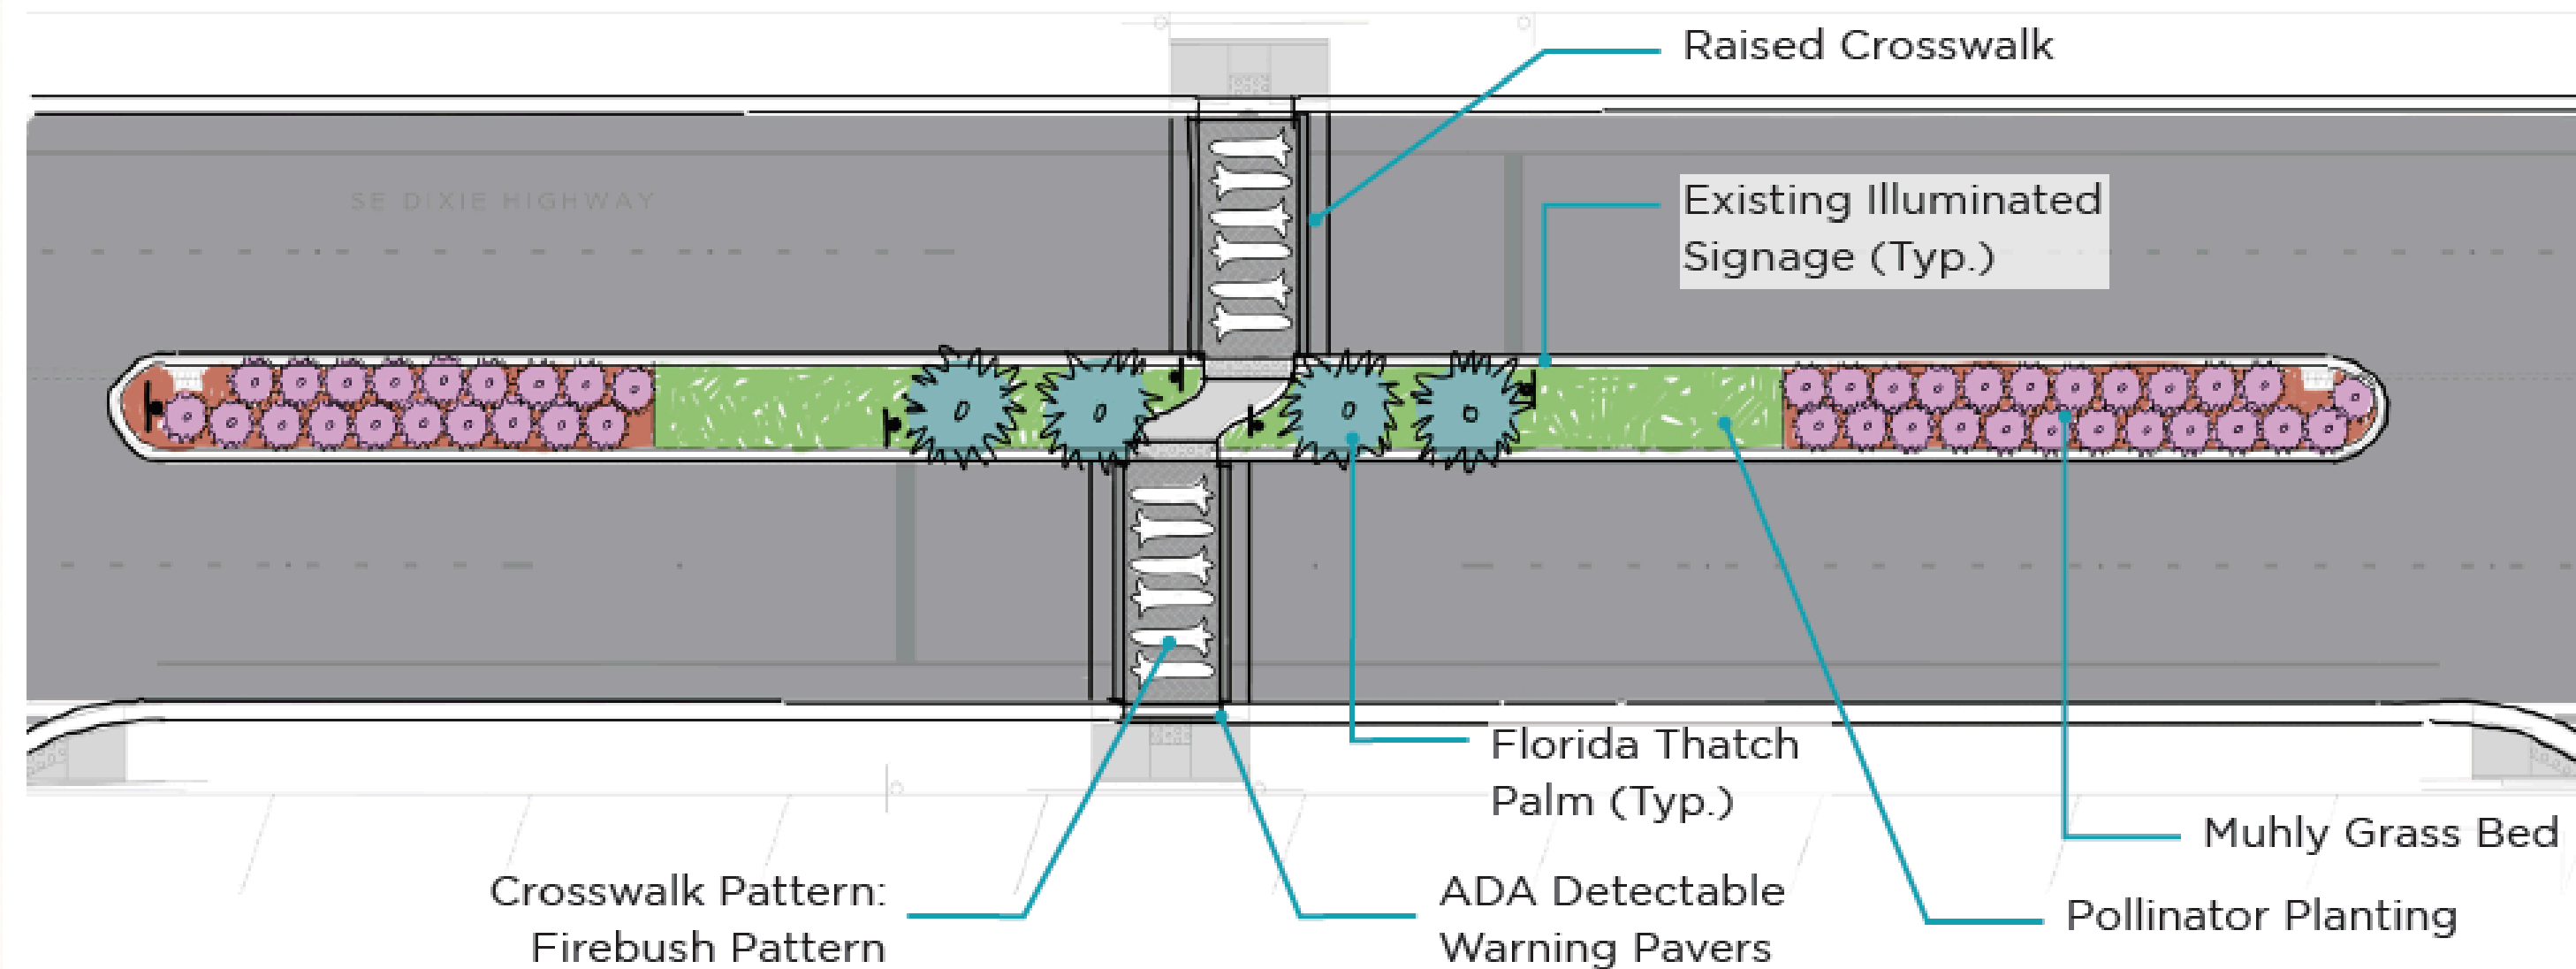 Raised Crosswalk
SE DIXIE HIGHWAY
Existing Illuminated
Signage (Typ.)
Florida Thatch
Palm (Typ.)
Muhly Grass Bed
Crosswalk Pattern:
Firebush Pattern
ADA Detectable
Warning Pavers
Pollinator Planting